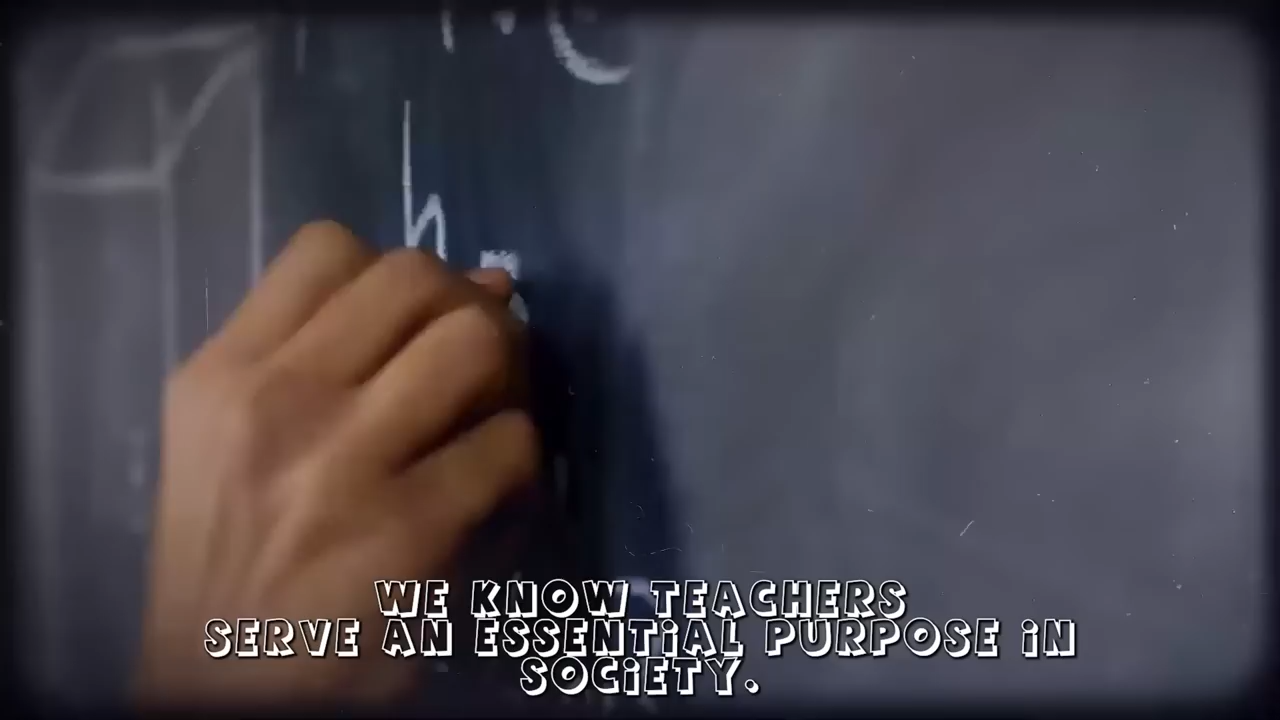 h
WE KNOW TEACHERS
SERVE AN ESSENTiAL PURPOSE iN
SOCiETY.